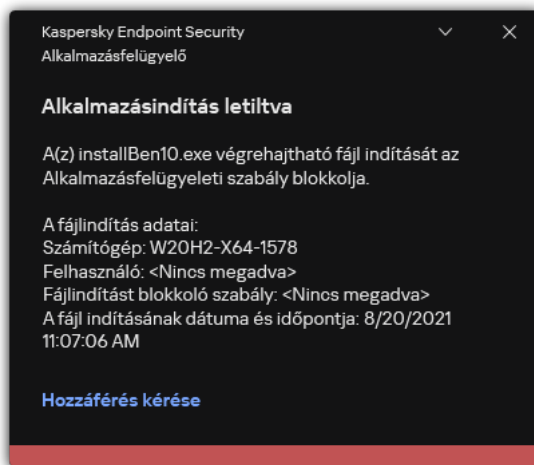 Kaspersky Endpoint Security
Alkalmazásfelügyelő
Alkalmazásindítás letiltva
A(z) installBen10.exe végrehajtható fájl indítását az
Alkalmazásfelügyeleti szabály blokkolja.
A fájlindítás adatai:
Számítógép: W20H2-X64-1578
Felhasználó: <Nincs megadva>
Fájlindítást blokkoló szabály: <Nincs megadva>
A fájl indításának dátuma és időpontja: 8/20/2021
11:07:06 AM
Hozzáférés kérése